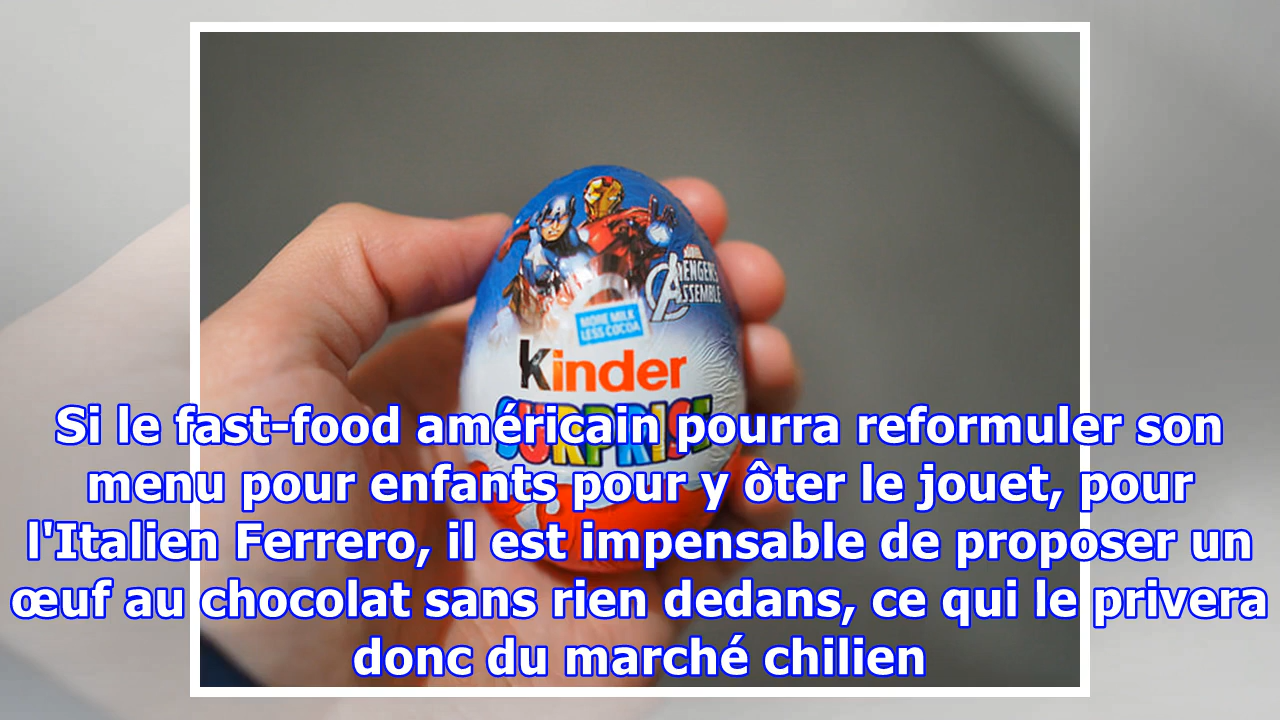 AVENGERS
ASSEMBLE
MORE MILK
LESS COCOA
Kinder
SURPRISE
Si le fast-food américain pourra reformuler son
menu pour enfants pour y ôter le jouet, pour
l'Italien Ferrero, il est impensable de proposer un
œuf au chocolat sans rien dedans, ce qui le privera
donc du marché chilien